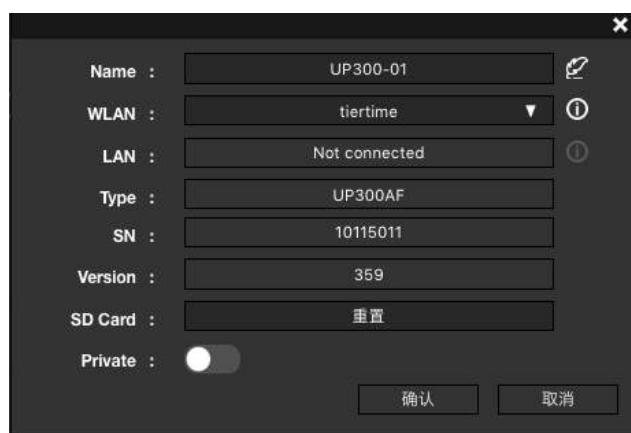 Name : UP300-01
WLAN : tiertime
LAN : Not connected
Type : UP300AF
SN : 10115011
Version : 359
SD Card : 重置
Private :
确认 取消